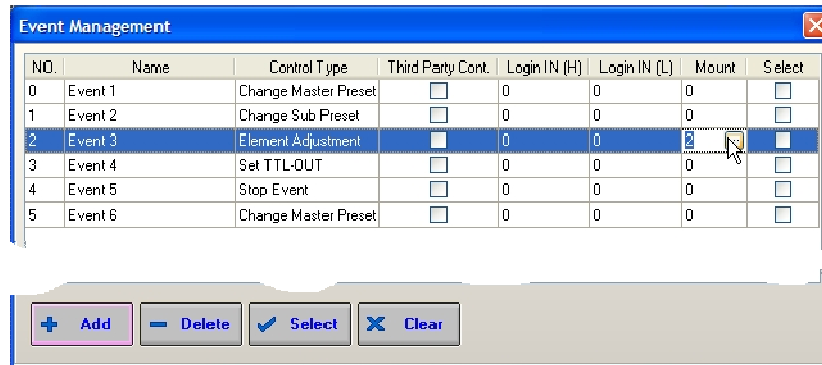 Event Management
NO. Name Control Type Third Party Cont. Login IN (H) Login IN (L) Mount Select
0 Event 1 Change Master Preset 0 0 0
1 Event 2 Change Sub Preset 0 0 0
2 Event 3 Element Adjustment 0 0 2 ...
3 Event 4 Set TTL-OUT 0 0 0
4 Event 5 Stop Event 0 0 0
5 Event 6 Change Master Preset 0 0 0
Add Delete Select Clear